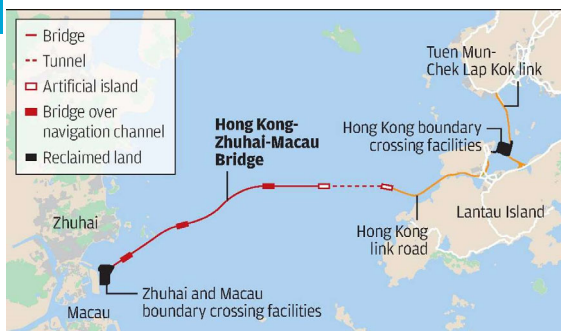 Bridge
Tunnel
Artificial island
Bridge over
navigation channel
Reclaimed land
Tuen Mun-
Chek Lap Kok link
Hong Kong-
Zhuhai-Macau
Bridge
Hong Kong boundary
crossing facilities
Zhuhai
Hong Kong
link road
Lantau Island
Macau
Zhuhai and Macau
boundary crossing facilities